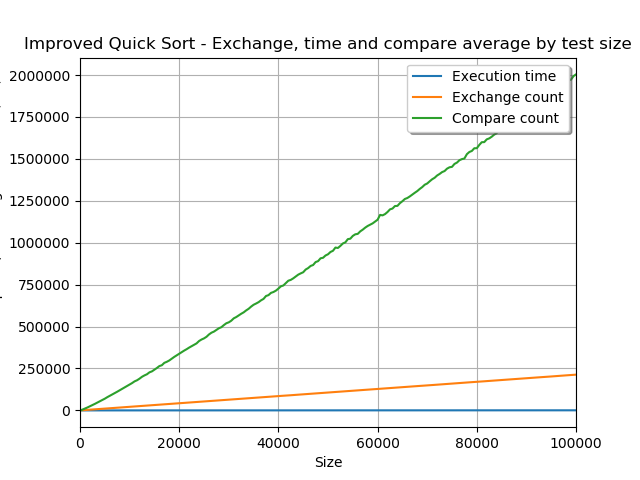 Improved Quick Sort - Exchange, time and compare average by test size
2000000
1750000
1500000
1250000
1000000
750000
500000
250000
0
Execution time
Exchange count
Compare count
0 20000 40000 60000 80000 100000
Size